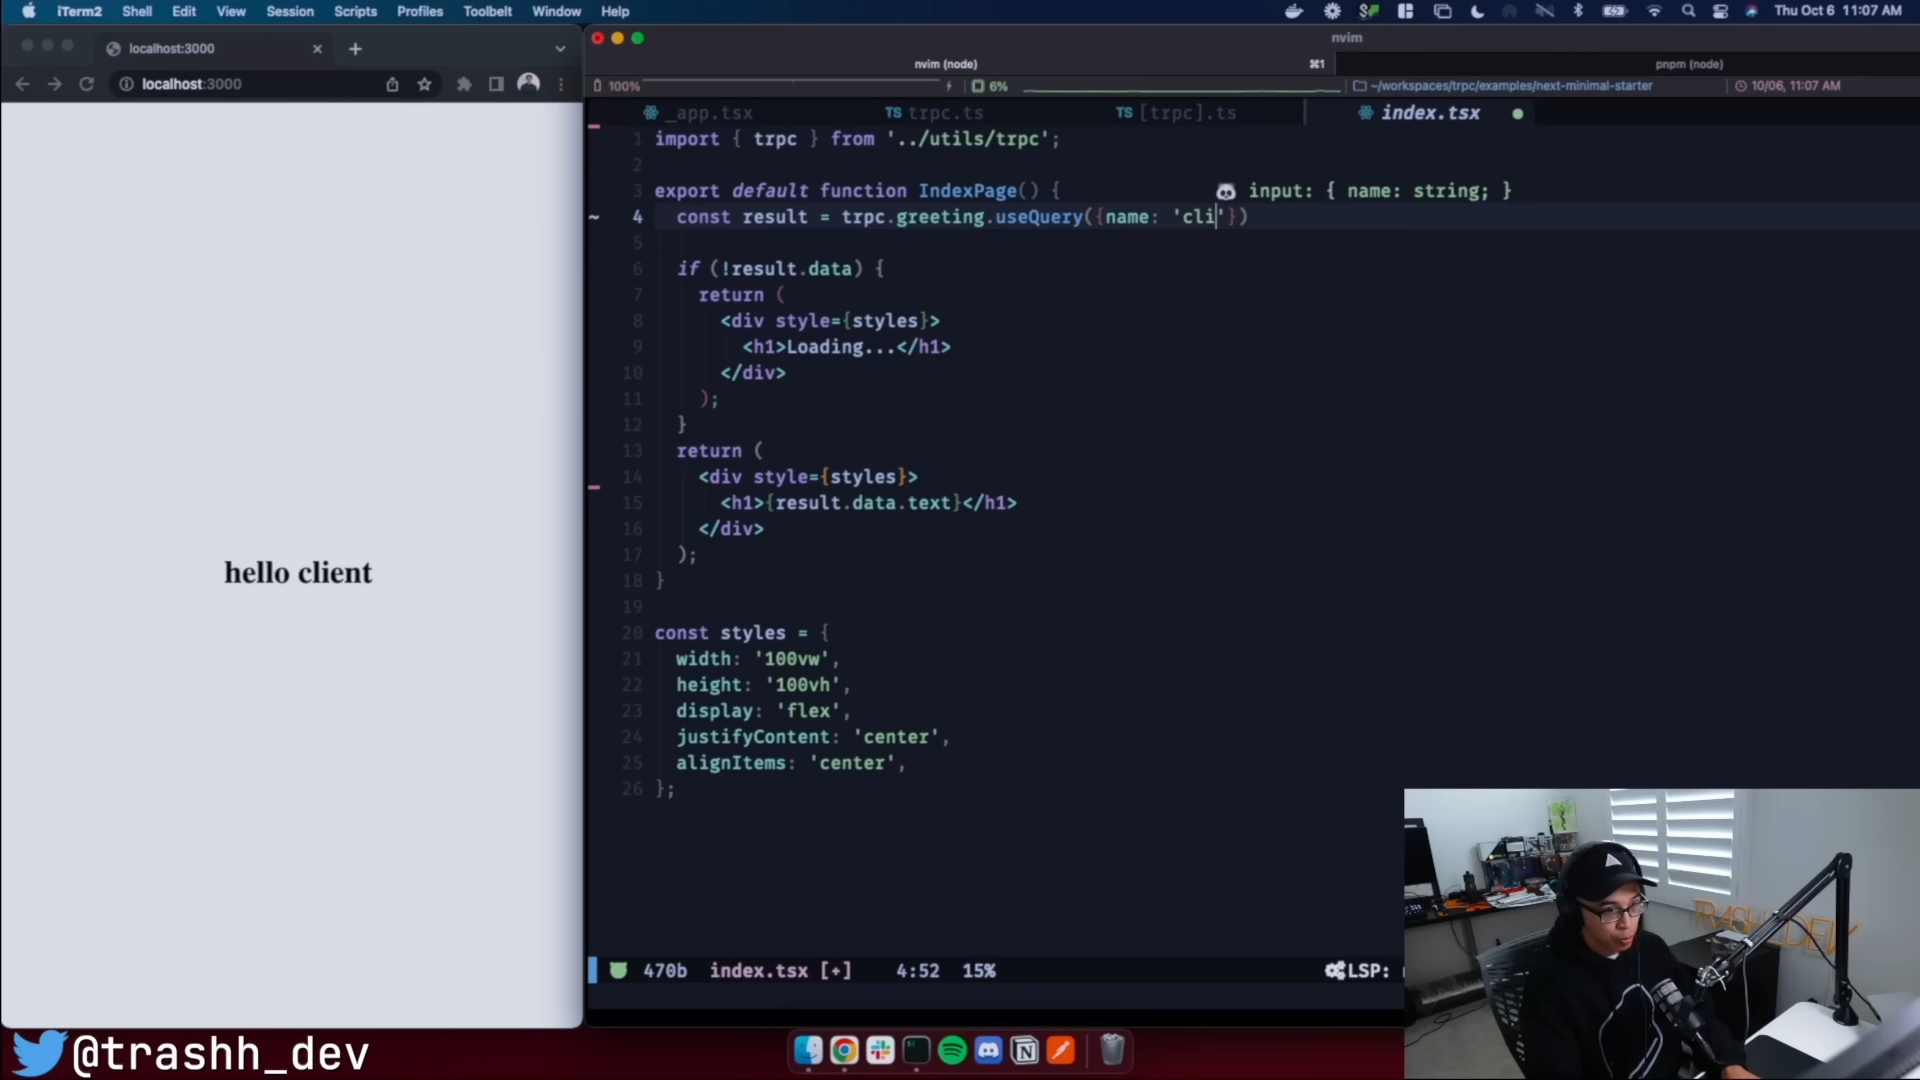 iTerm2 Shell Edit View Session Scripts Profiles Toolbelt Window Help
Thu Oct 6 11:07 AM
localhost:3000
localhost:3000
nvim
nvim (node) ⌘1 pnpm (node)
100% 6% ~/workspaces/trpc/examples/next-minimal-starter 10/06, 11:07 AM
_app.tsx TS trpc.ts TS [trpc].ts index.tsx
1 import { trpc } from '../utils/trpc';
2
3 export default function IndexPage() { input: { name: string; }
~ 4 const result = trpc.greeting.useQuery({name: 'cli'})
5
6 if (!result.data) {
7 return (
8 <div style={styles}>
9 <h1>Loading...</h1>
10 </div>
11 );
12 }
13 return (
14 <div style={styles}>
15 <h1>{result.data.text}</h1>
16 </div>
17 );
18 }
19
20 const styles = {
21 width: '100vw',
22 height: '100vh',
23 display: 'flex',
24 justifyContent: 'center',
25 alignItems: 'center',
26 };
hello client
470b index.tsx [+] 4:52 15% LSP:
TRASH DEV
@trashh_dev